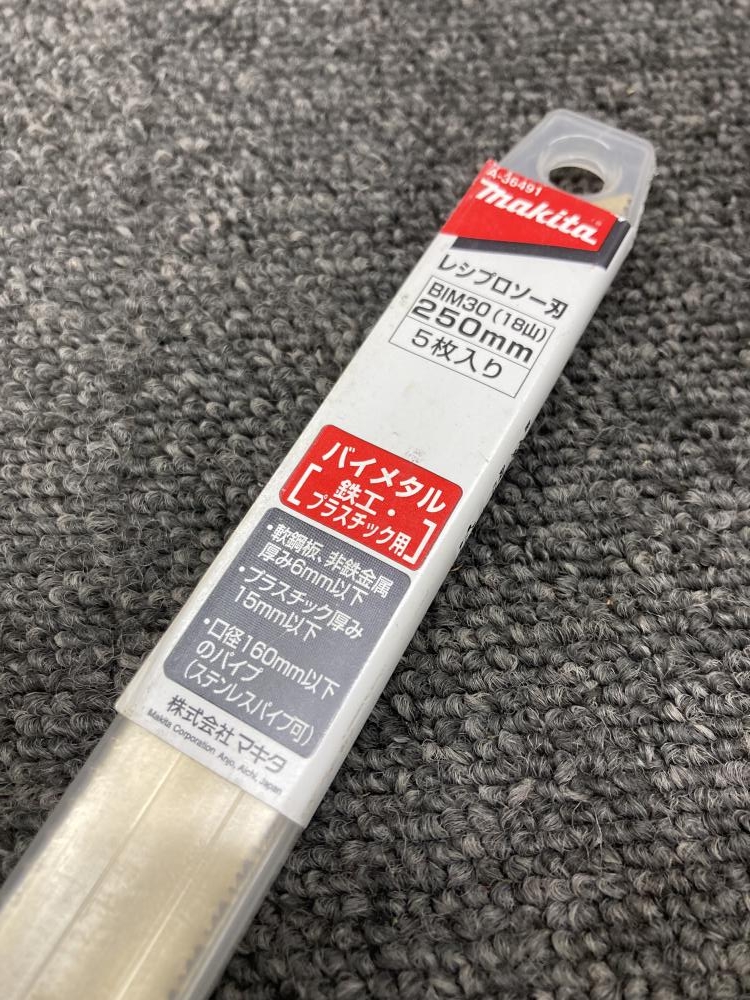 A-36491
makita
レシプロソー刃
BIM30(18山)
250mm
5枚入り
バイメタル
[鉄工・
プラスチック用]
・軟鋼板、非鉄金属
厚み6mm以下
・プラスチック厚み
15mm以下
・口径160mm以下
のパイプ
(ステンレスパイプ可)
株式会社マキタ
Makita Corporation Anjo, Aichi, Japan